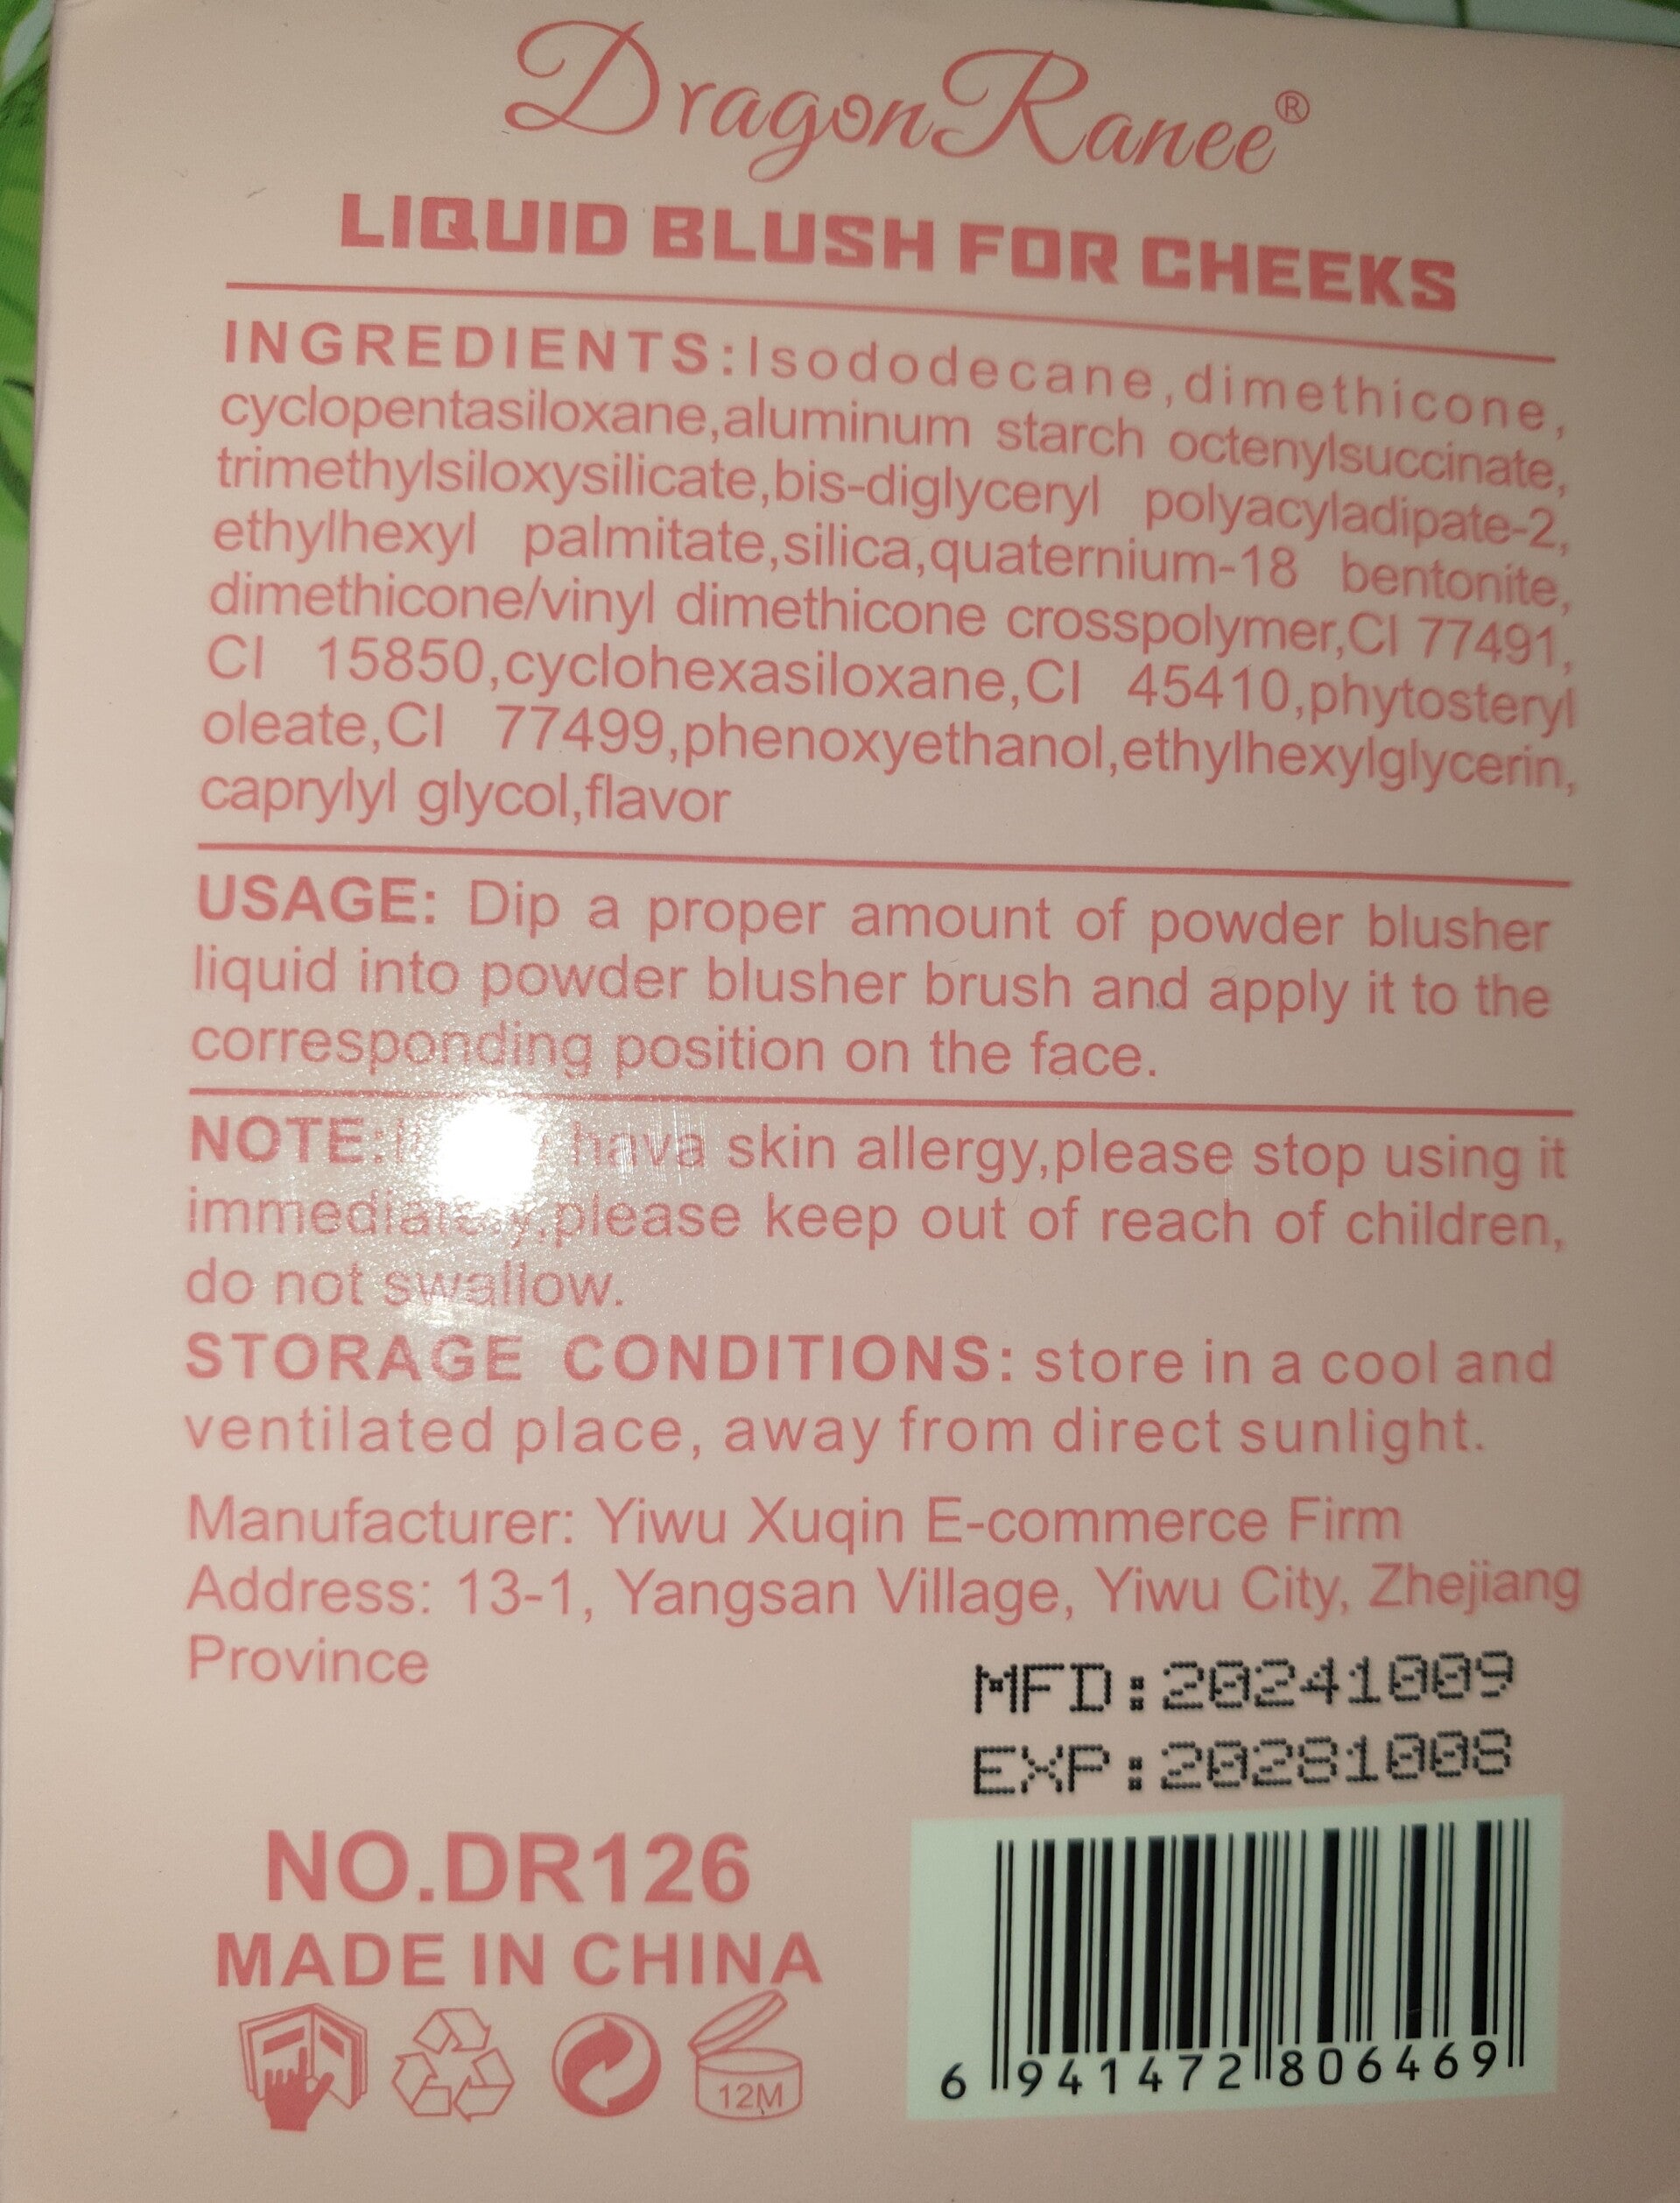 DragonRanee®
LIQUID BLUSH FOR CHEEKS
INGREDIENTS:Isododecane,dimethicone,
cyclopentasiloxane,aluminum starch octenylsuccinate,
trimethylsiloxysilicate,bis-diglyceryl polyacyladipate-2,
ethylhexyl palmitate,silica,quaternium-18 bentonite,
dimethicone/vinyl dimethicone crosspolymer,CI 77491,
CI 15850,cyclohexasiloxane,CI 45410,phytosteryl
oleate,CI 77499,phenoxyethanol,ethylhexylglycerin,
caprylyl glycol,flavor
USAGE: Dip a proper amount of powder blusher
liquid into powder blusher brush and apply it to the
corresponding position on the face.
NOTE: hava skin allergy,please stop using it
immediately,please keep out of reach of children,
do not swallow.
STORAGE CONDITIONS: store in a cool and
ventilated place, away from direct sunlight.
Manufacturer: Yiwu Xuqin E-commerce Firm
Address: 13-1, Yangsan Village, Yiwu City, Zhejiang
Province
MFD:20241009
EXP:20281008
NO.DR126
MADE IN CHINA
12M
6 941472 806469